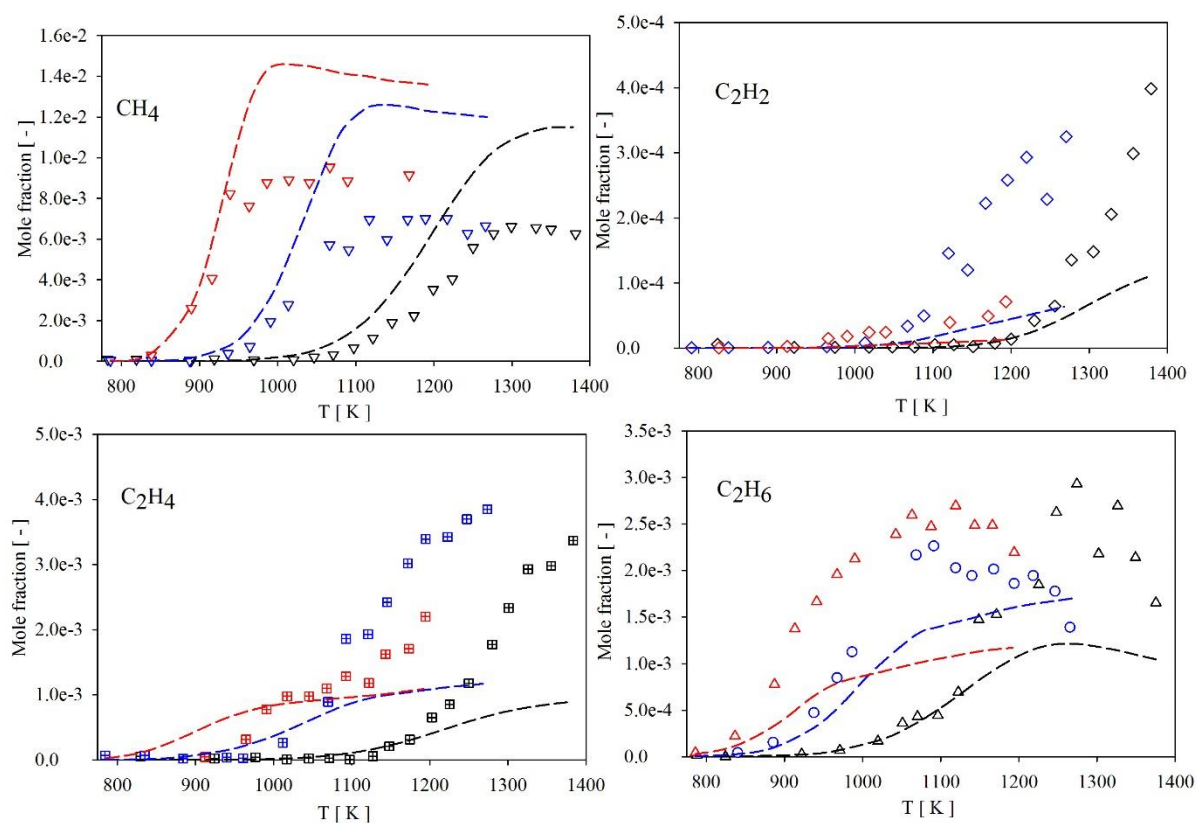 CH4
Mole fraction [ - ]
1.6e-2
1.4e-2
1.2e-2
1.0e-2
8.0e-3
6.0e-3
4.0e-3
2.0e-3
0.0
800 900 1000 1100 1200 1300 1400
T [ K ]
C2H2
Mole fraction [ - ]
5.0e-4
4.0e-4
3.0e-4
2.0e-4
1.0e-4
0.0
800 900 1000 1100 1200 1300 1400
T [ K ]
C2H4
Mole fraction [ - ]
5.0e-3
4.0e-3
3.0e-3
2.0e-3
1.0e-3
0.0
800 900 1000 1100 1200 1300 1400
T [ K ]
C2H6
Mole fraction [ - ]
3.5e-3
3.0e-3
2.5e-3
2.0e-3
1.5e-3
1.0e-3
5.0e-4
0.0
800 900 1000 1100 1200 1300 1400
T [ K ]